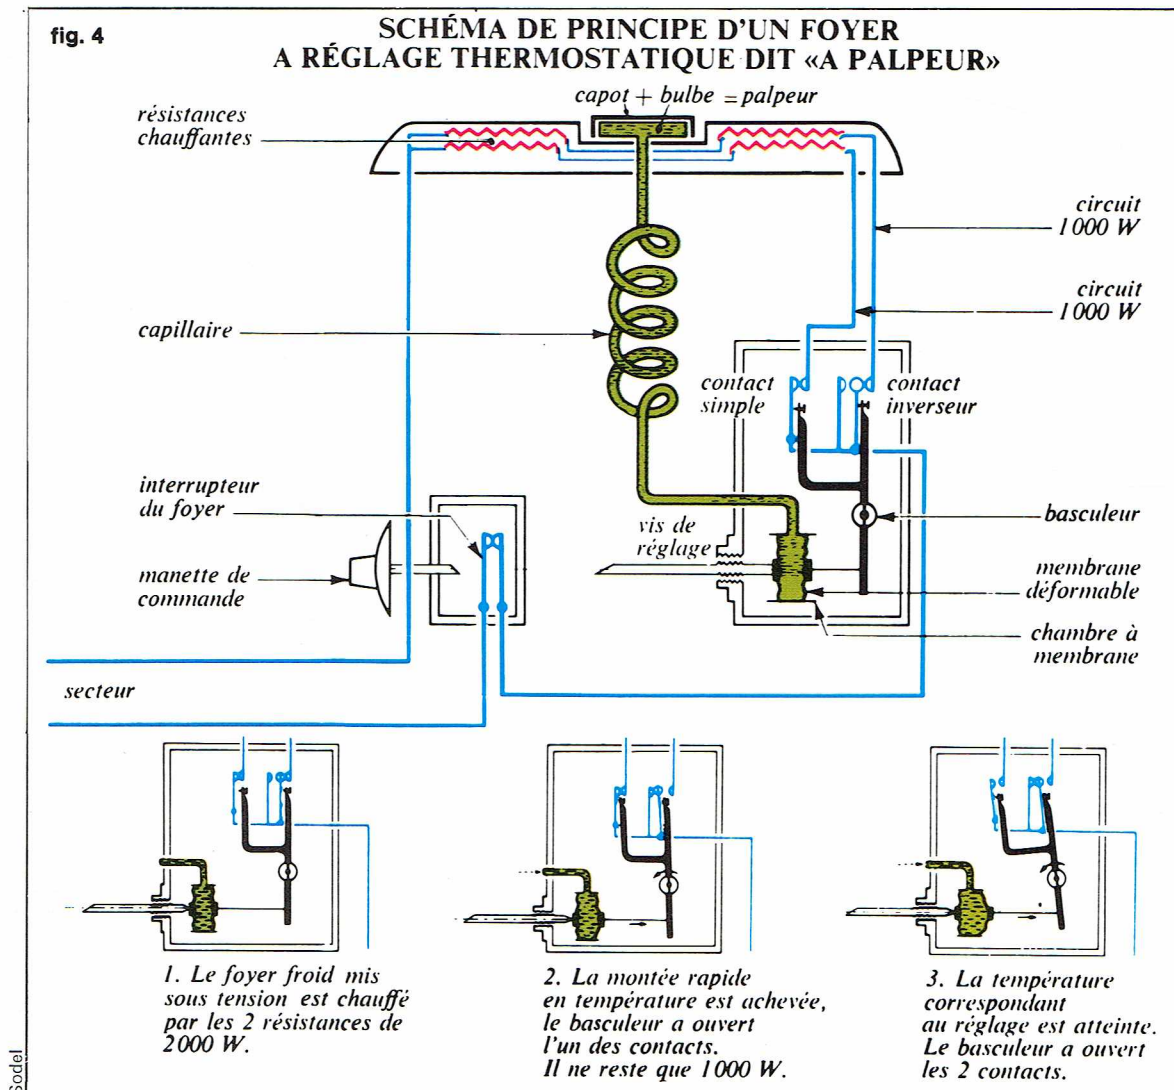 fig. 4
SCHÉMA DE PRINCIPE D'UN FOYER
A RÉGLAGE THERMOSTATIQUE DIT «A PALPEUR»
capot + bulbe = palpeur
résistances
chauffantes
circuit
1000 W
circuit
1000 W
capillaire
contact
simple
contact
inverseur
interrupteur
du foyer
vis de
réglage
basculeur
manette de
commande
membrane
déformable
chambre à
membrane
secteur
1. Le foyer froid mis
sous tension est chauffé
par les 2 résistances de
2000 W.
2. La montée rapide
en température est achevée,
le basculeur a ouvert
l'un des contacts.
Il ne reste que 1000 W.
3. La température
correspondant
au réglage est atteinte.
Le basculeur a ouvert
les 2 contacts.
Sodel